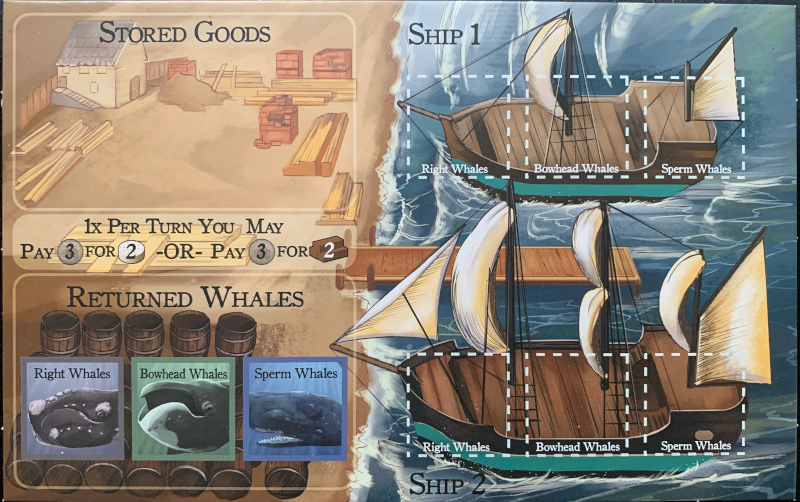 STORED GOODS
SHIP 1
Right Whales
Bowhead Whales
Sperm Whales
1X PER TURN YOU MAY
PAY 3 FOR 2 -OR- PAY 3 FOR 2
RETURNED WHALES
Right Whales
Bowhead Whales
Sperm Whales
Right Whales
Bowhead Whales
Sperm Whales
SHIP 2